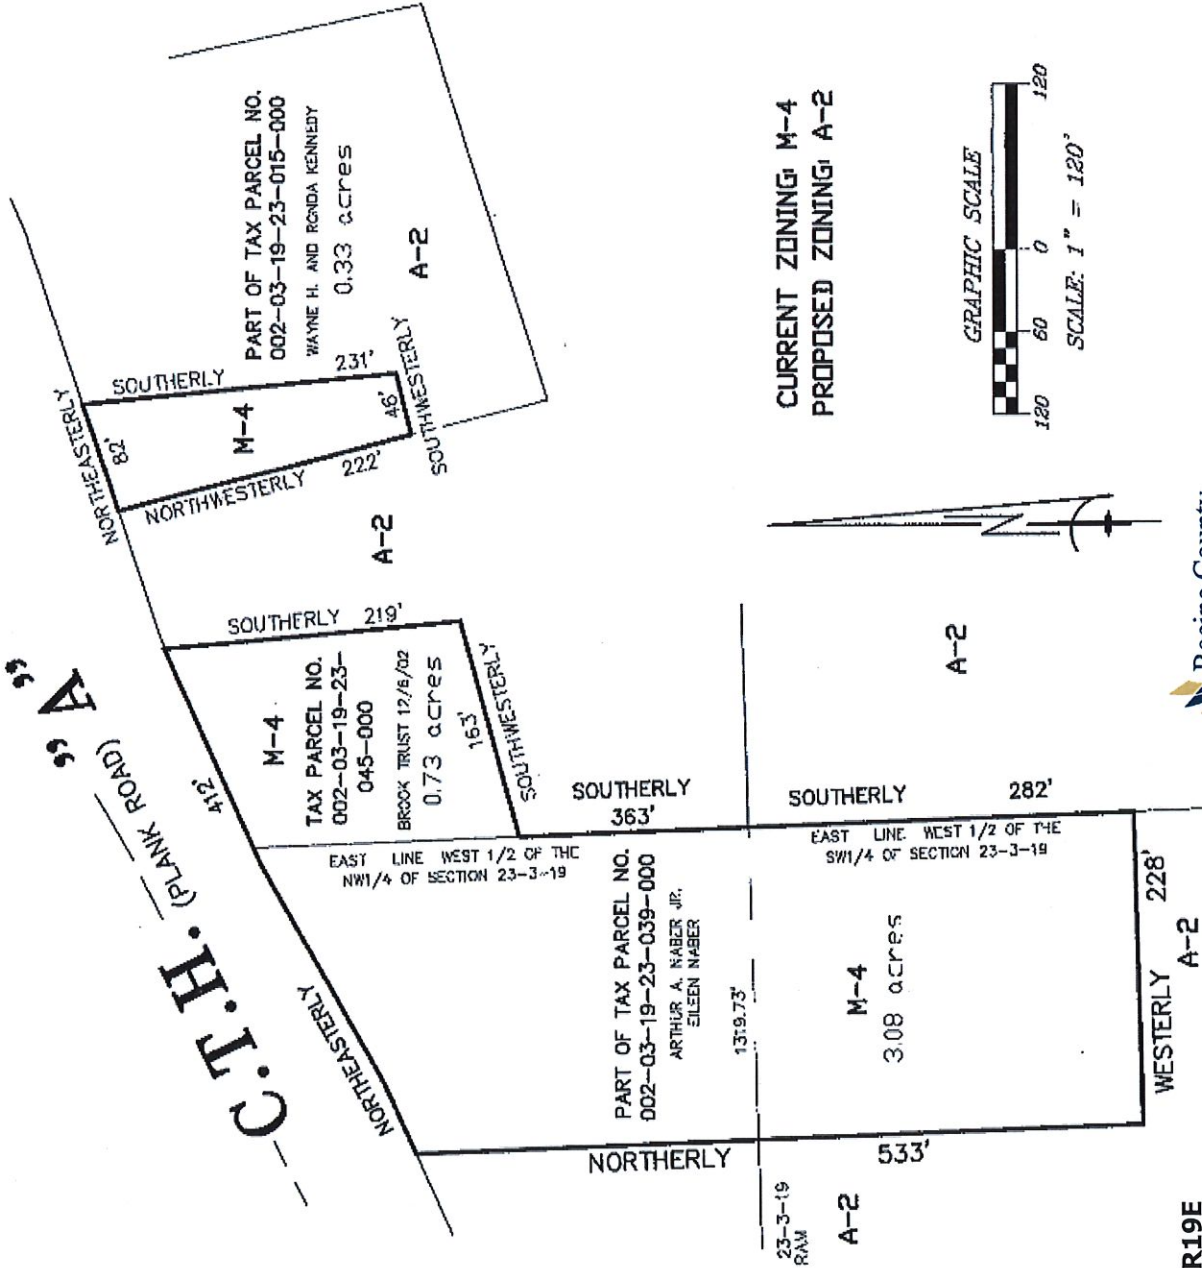 C.T.H. "A"
(PLANK ROAD)
NORTHEASTERLY
82'
SOUTHERLY
231'
M-4
NORTHWESTERLY
222'
46'
SOUTHWESTERLY
SOUTHWESTERLY
NORTHEASTERLY
PART OF TAX PARCEL NO.
002-03-19-23-015-000
WAYNE H. AND RONDA KENNEDY
0.33 acres
A-2
A-2
412'
SOUTHERLY 219'
M-4
TAX PARCEL NO.
002-03-19-23-
045-000
BROOK TRUST 12/6/02
0.73 acres
163'
SOUTHWESTERLY
EAST LINE WEST 1/2 OF THE
NW1/4 OF SECTION 23-3-19
SOUTHERLY
363'
NORTHEASTERLY
NORTHEASTERLY
PART OF TAX PARCEL NO.
002-03-19-23-039-000
ARTHUR A. NABER JR.
EILEEN NABER
1319.73'
M-4
3.08 acres
SOUTHERLY 282'
EAST LINE WEST 1/2 OF THE
SW1/4 OF SECTION 23-3-19
A-2
NORTHERLY
533'
23-3-19
RAM
A-2
WESTERLY 228'
A-2
CURRENT ZONING: M-4
PROPOSED ZONING: A-2
N
GRAPHIC SCALE
120 60 0 120
SCALE: 1" = 120'
R19E
Racine County